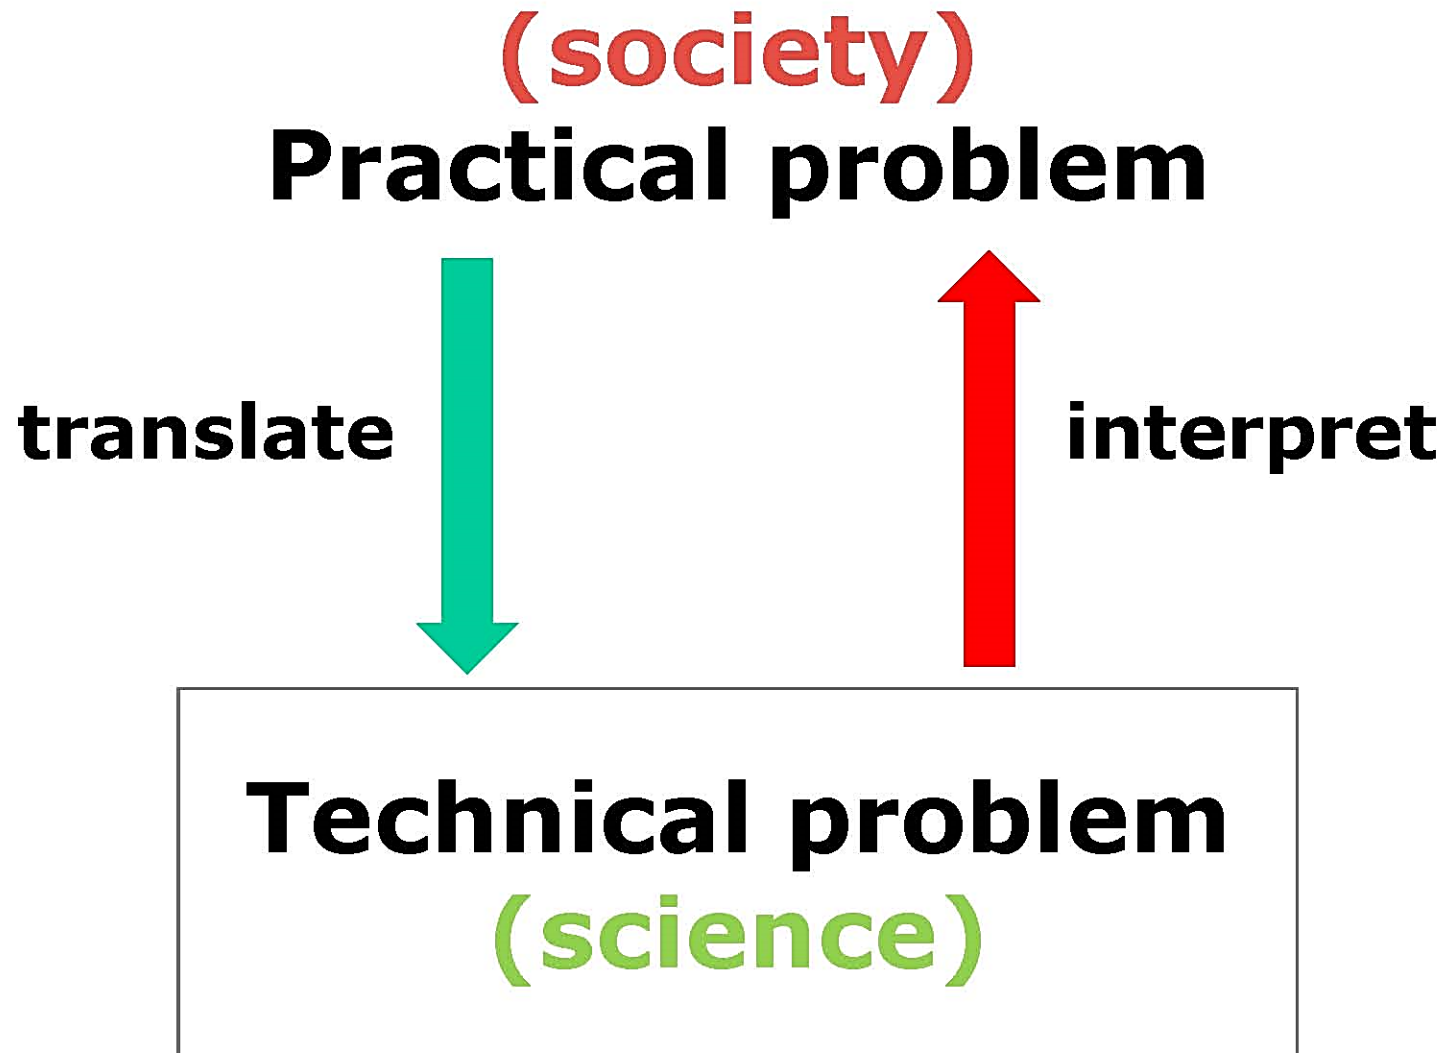 (society)
Practical problem
translate
interpret
Technical problem
(science)